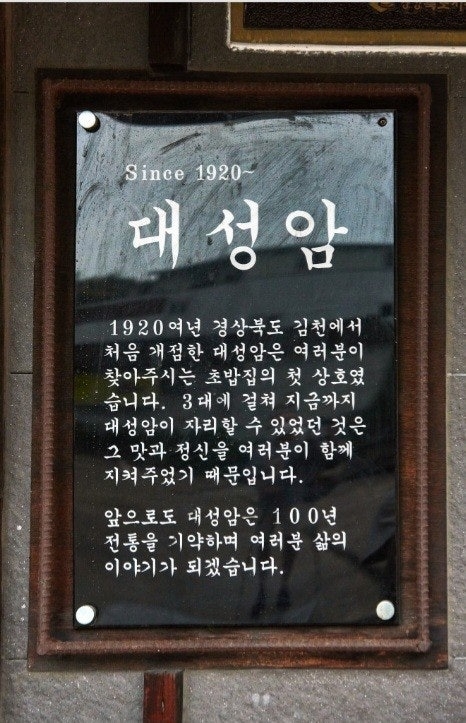 Since 1920~
대성암
1920여년 경상북도 김천에서
처음 개점한 대성암은 여러분이
찾아주시는 초밥집의 첫 상호였
습니다. 3대에 걸쳐 지금까지
대성암이 자리할 수 있었던 것은
그 맛과 정신을 여러분이 함께
지켜주었기 때문입니다.
앞으로도 대성암은 100년
전통을 기약하며 여러분 삶의
이야기가 되겠습니다.